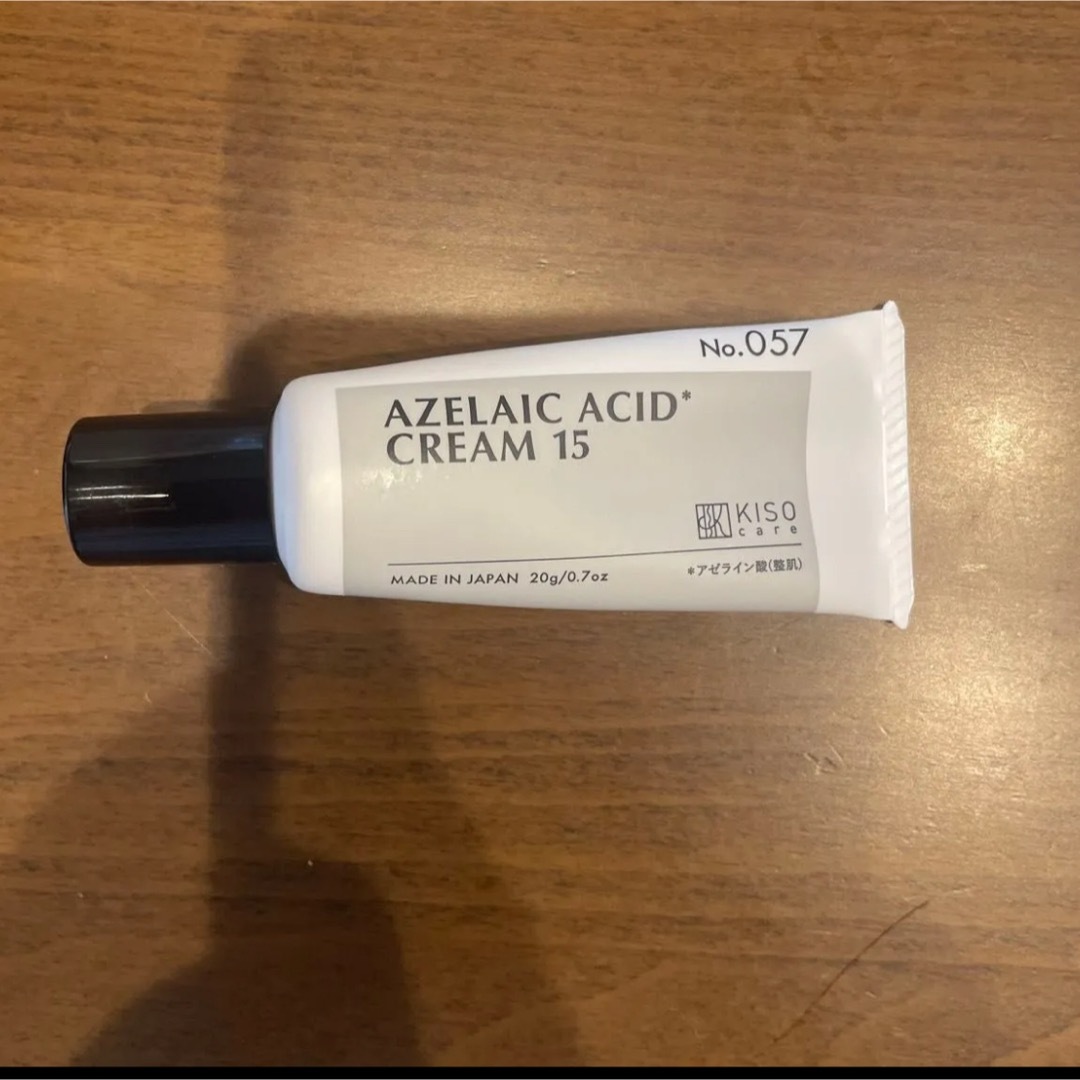 No.057
AZELAIC ACID*
CREAM 15
KISO
care
MADE IN JAPAN 20g/0.7oz
*アゼライン酸(整肌)